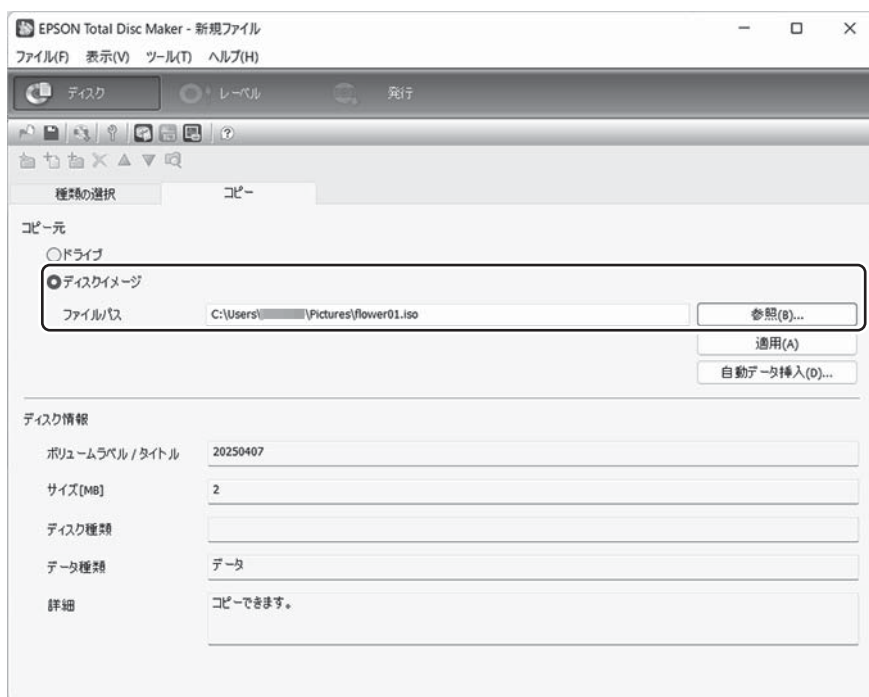 EPSON Total Disc Maker - 新規ファイル
ファイル(F) 表示(V) ツール(T) ヘルプ(H)
ディスク レーベル 発行
種類の選択 コピー
コピー元
ドライブ
ディスクイメージ
ファイルパス C:\Users\ \Pictures\flower01.iso 参照(B)...
適用(A)
自動データ挿入(D)...
ディスク情報
ボリュームラベル / タイトル 20250407
サイズ[MB] 2
ディスク種類
データ種類 データ
詳細 コピーできます。